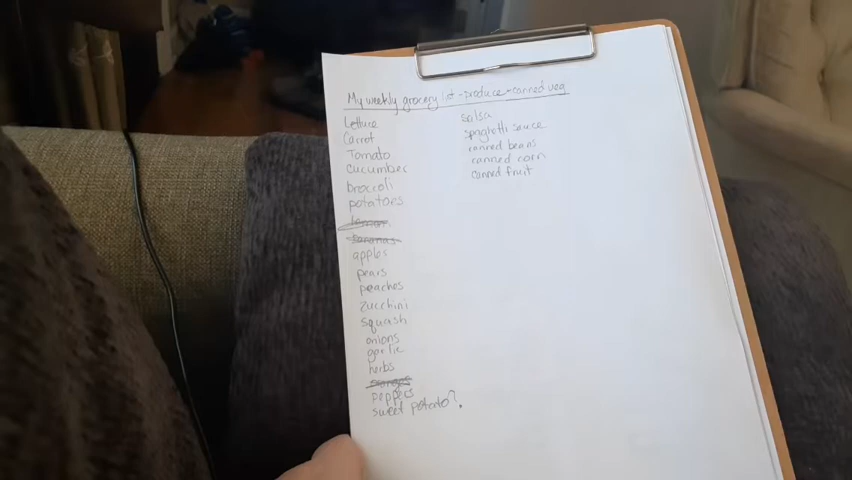 My weekly grocery list - produce - canned veg
Lettuce
Carrot
Tomato
cucumber
broccoli
potatoes
bananas
apples
pears
peaches
zucchini
squash
onions
garlic
herbs
peppers
sweet potato?
salsa
spaghetti sauce
canned beans
canned corn
canned fruit